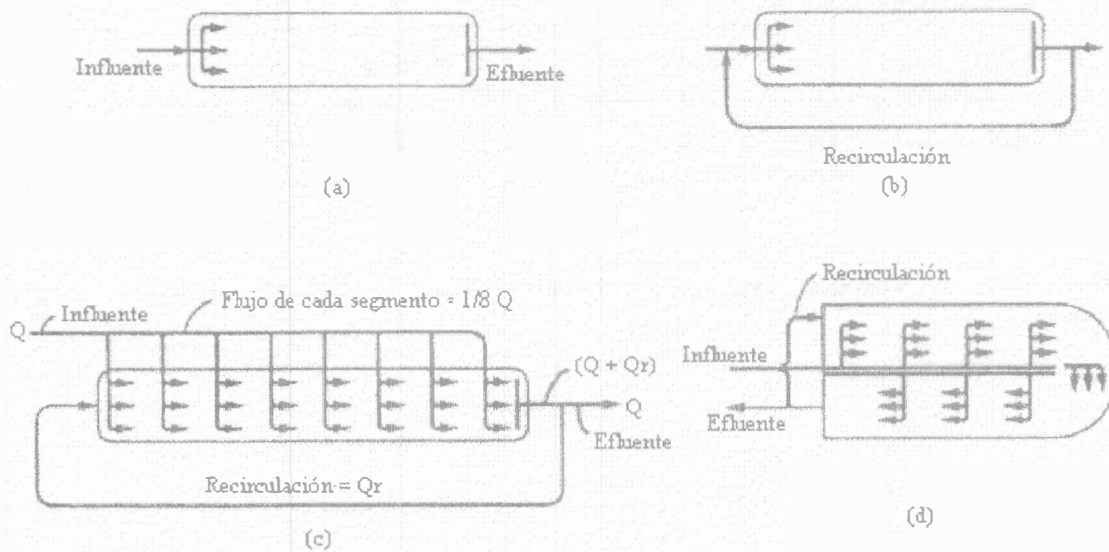 Influente
Efluente
(a)
Recirculación
(b)
Q
Influente
Flujo de cada segmento = 1/8 Q
(Q + Qr)
Q
Efluente
Recirculación = Qr
(c)
Recirculación
Influente
Efluente
(d)